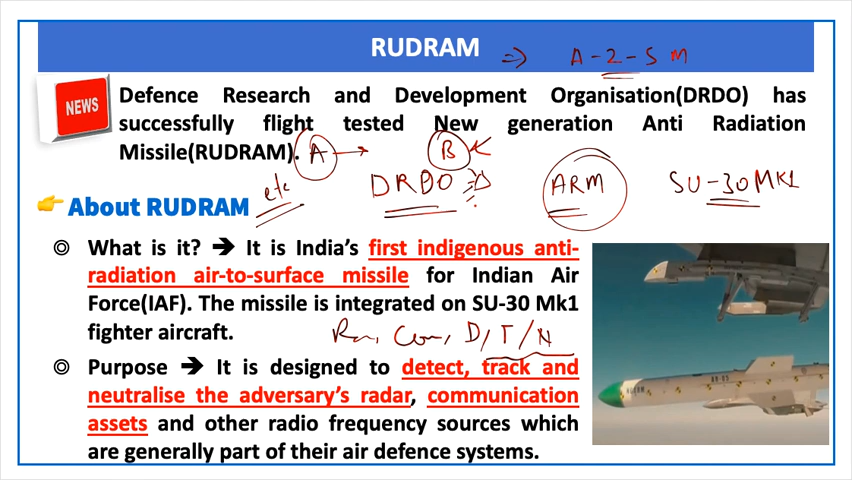 RUDRAM ⇒ A-2-S M
NEWS
Defence Research and Development Organisation(DRDO) has
successfully flight tested New generation Anti Radiation
Missile(RUDRAM). A → B
etc DRDO ARM SU-30 MK1
About RUDRAM
What is it? ➔ It is India's first indigenous anti-
radiation air-to-surface missile for Indian Air
Force(IAF). The missile is integrated on SU-30 Mk1
fighter aircraft.
Com, D/T/N
Purpose ➔ It is designed to detect, track and
neutralise the adversary's radar, communication
assets and other radio frequency sources which
are generally part of their air defence systems.
RUDRAM